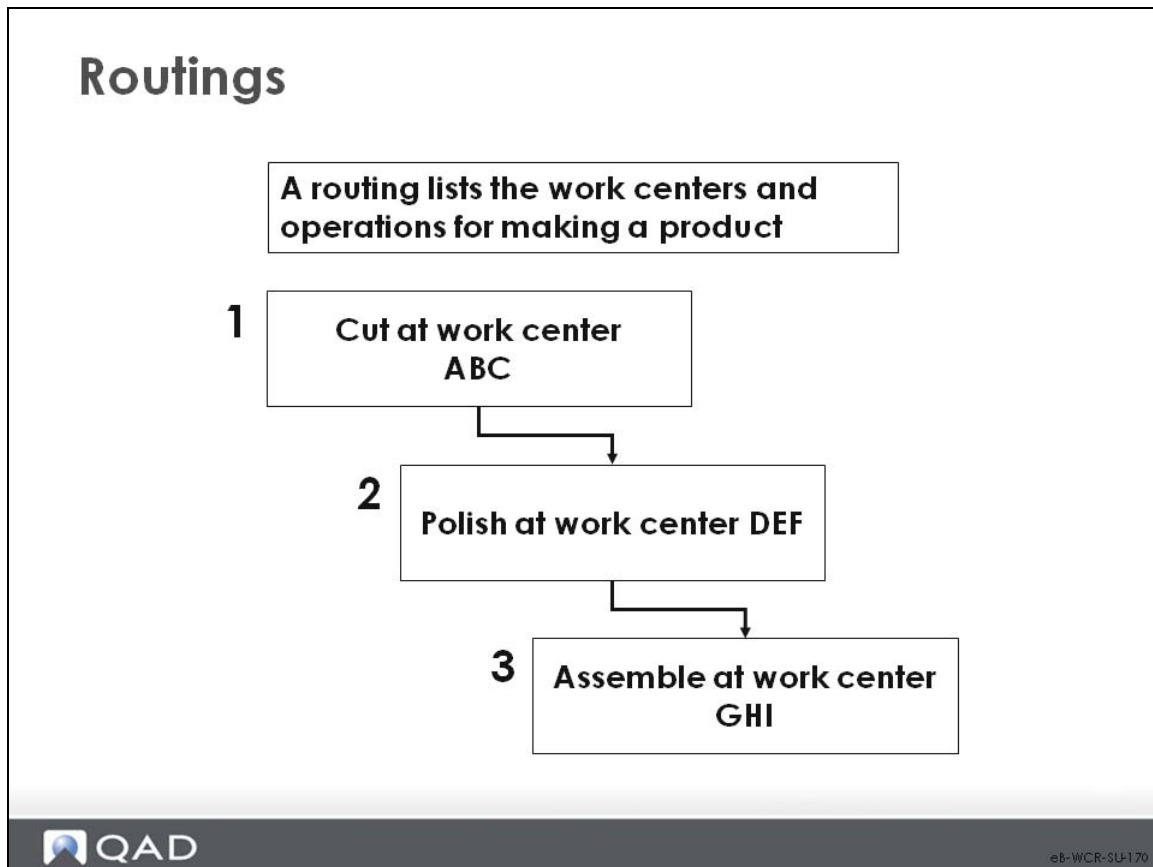 Routings
A routing lists the work centers and
operations for making a product
1
Cut at work center
ABC
2
Polish at work center DEF
3
Assemble at work center
GHI
QAD
eB-WCR-SU-170